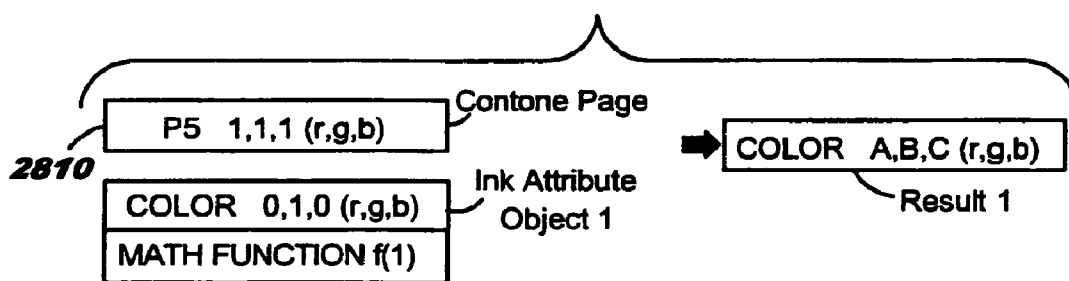 P5 1,1,1 (r,g,b)
Contone Page
2810
COLOR 0,1,0 (r,g,b)
MATH FUNCTION f(1)
Ink Attribute
Object 1
COLOR A,B,C (r,g,b)
Result 1